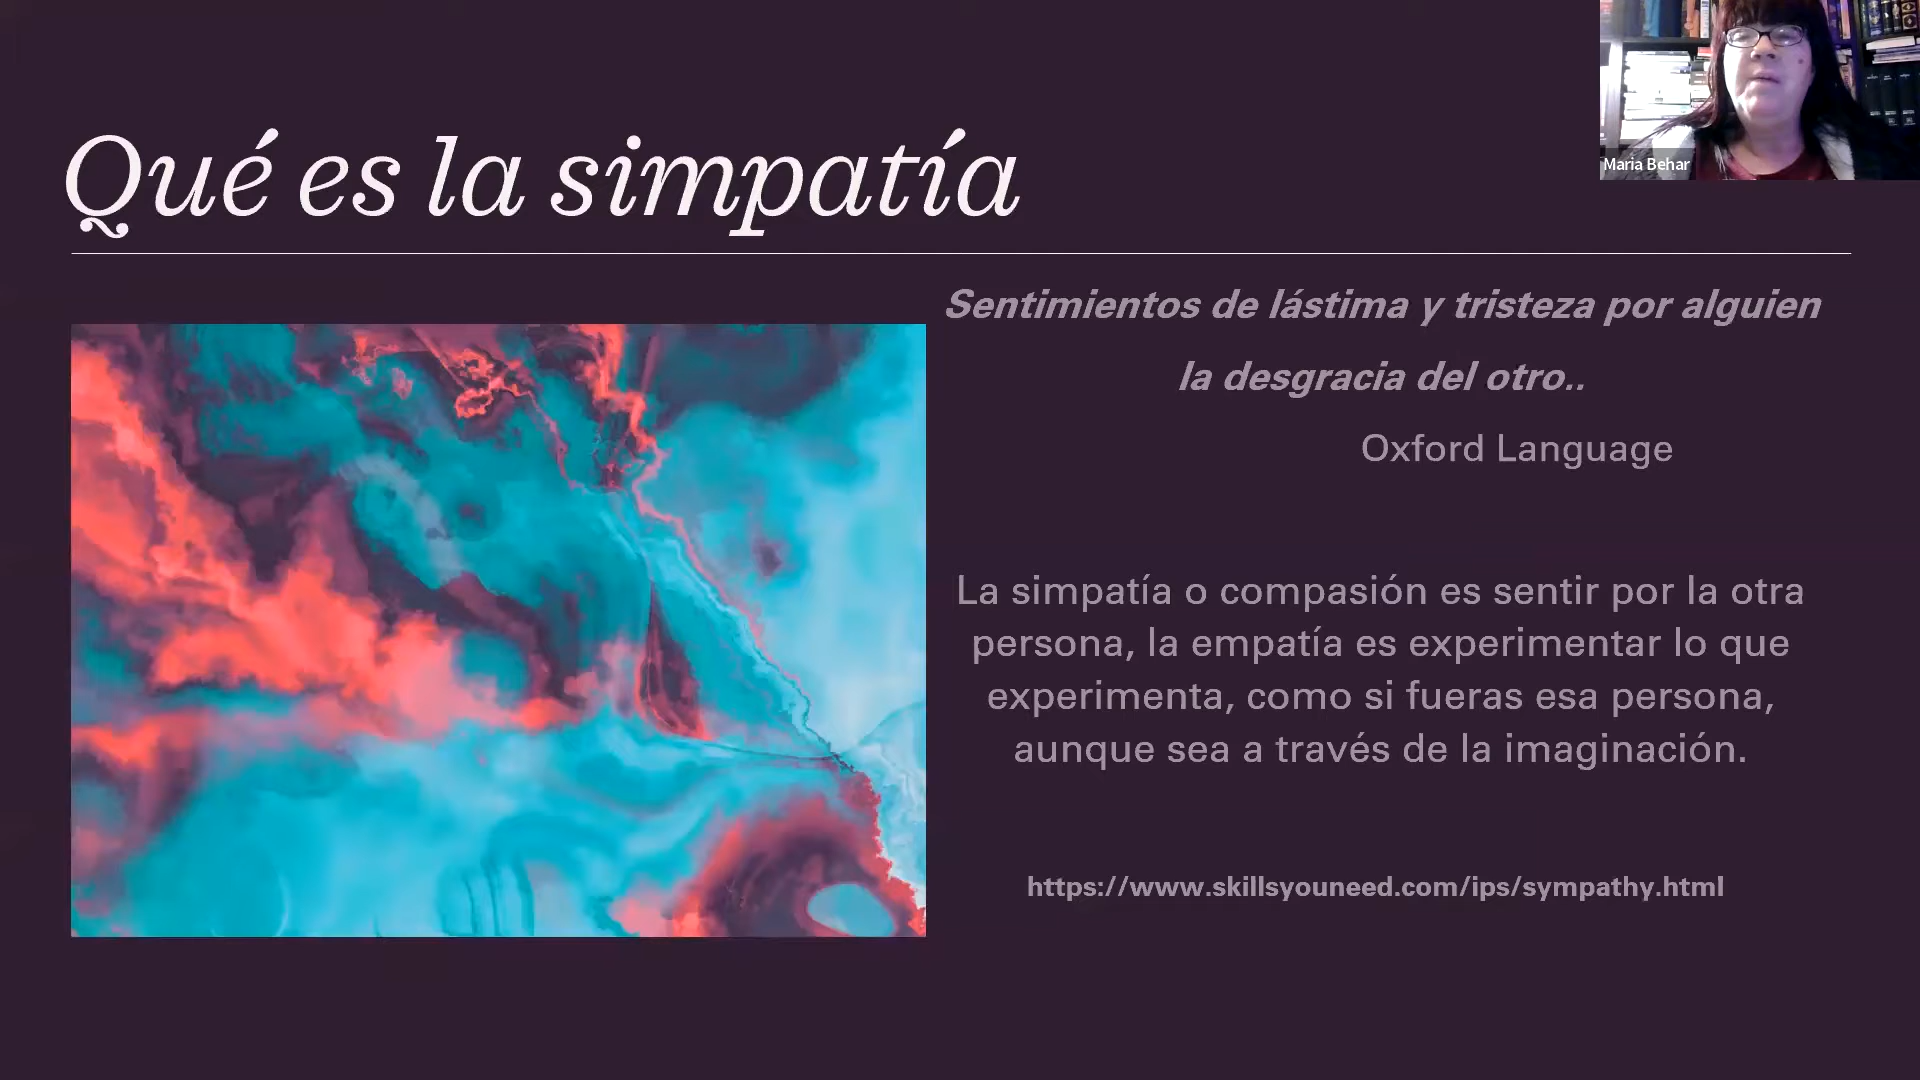 Maria Behar
Qué es la simpatía
Sentimientos de lástima y tristeza por alguien
la desgracia del otro..
Oxford Language
La simpatía o compasión es sentir por la otra
persona, la empatía es experimentar lo que
experimenta, como si fueras esa persona,
aunque sea a través de la imaginación.
https://www.skillsyouneed.com/ips/sympathy.html